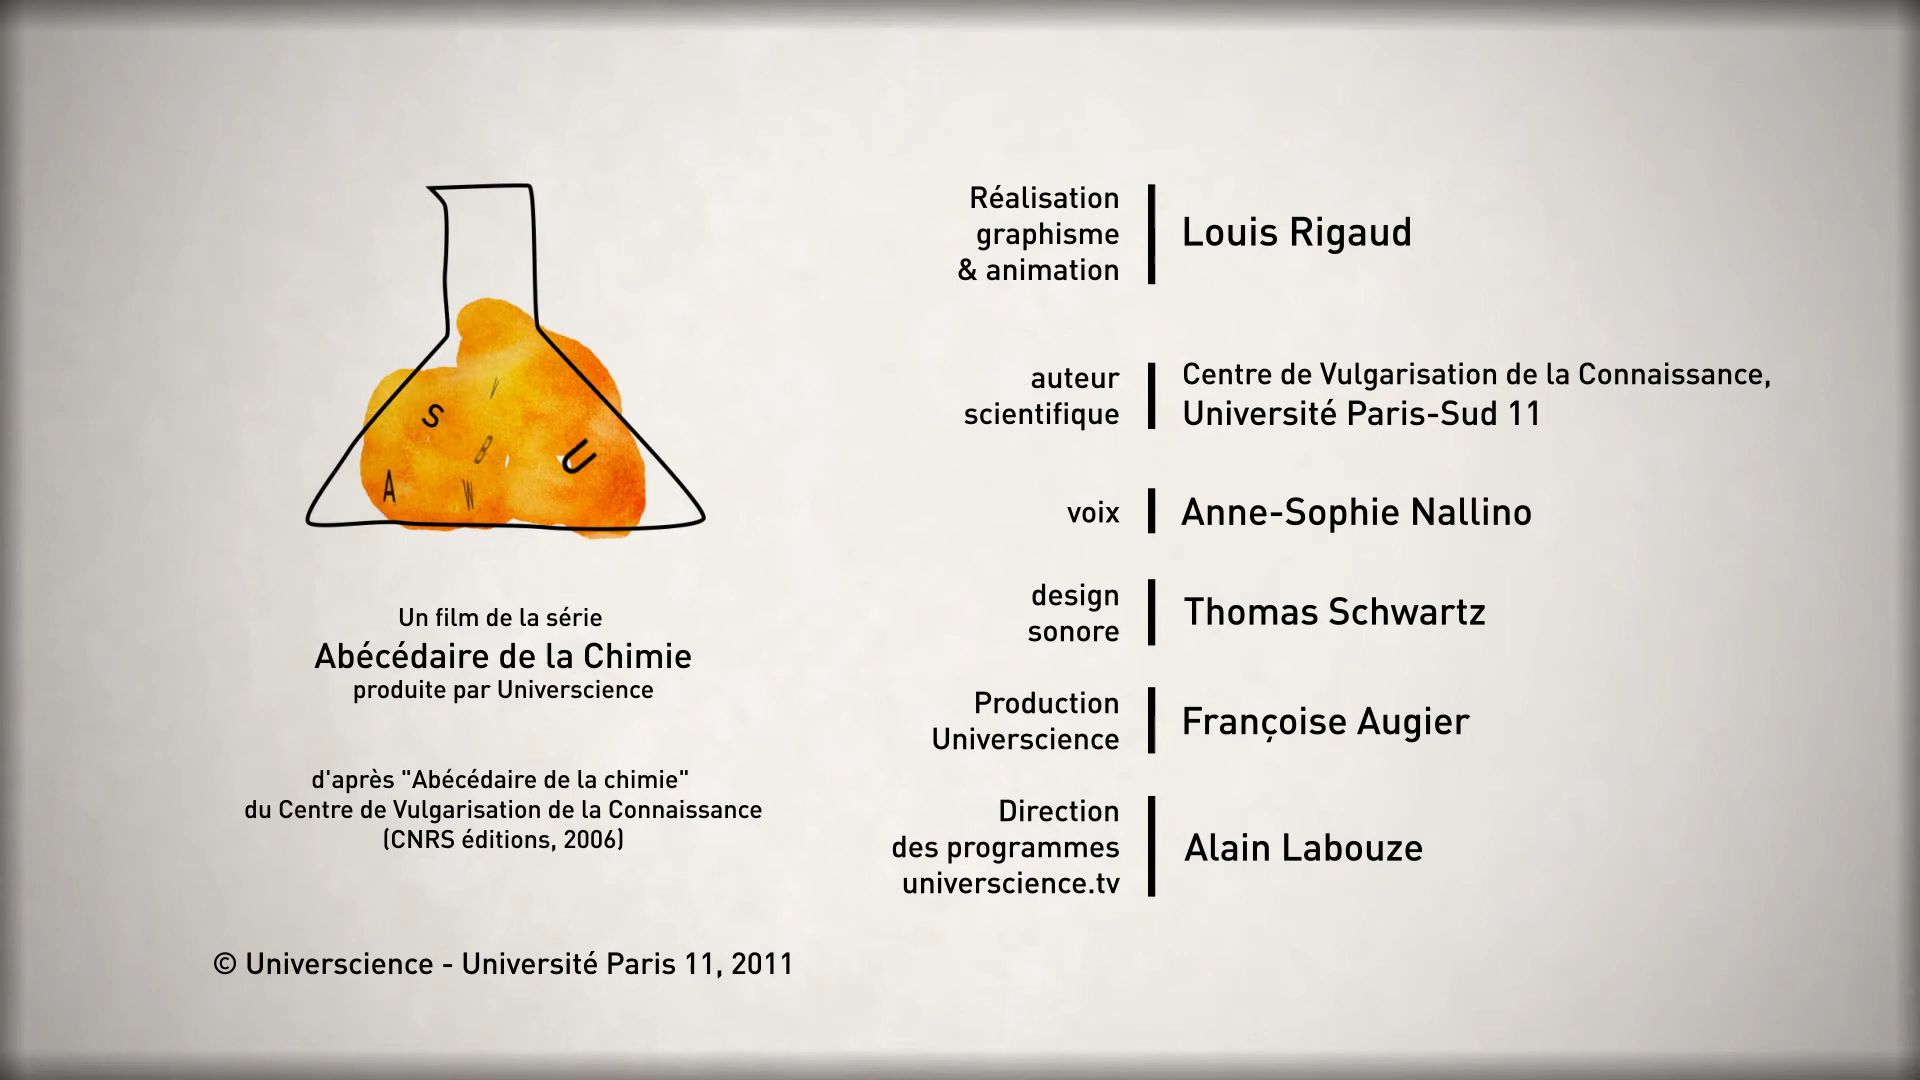 S
V
B
U
A
W
Un film de la série
Abécédaire de la Chimie
produite par Universcience
d'après "Abécédaire de la chimie"
du Centre de Vulgarisation de la Connaissance
(CNRS éditions, 2006)
© Universcience - Université Paris 11, 2011
Réalisation
graphisme
& animation
Louis Rigaud
auteur
scientifique
Centre de Vulgarisation de la Connaissance,
Université Paris-Sud 11
voix
Anne-Sophie Nallino
design
sonore
Thomas Schwartz
Production
Universcience
Françoise Augier
Direction
des programmes
universcience.tv
Alain Labouze